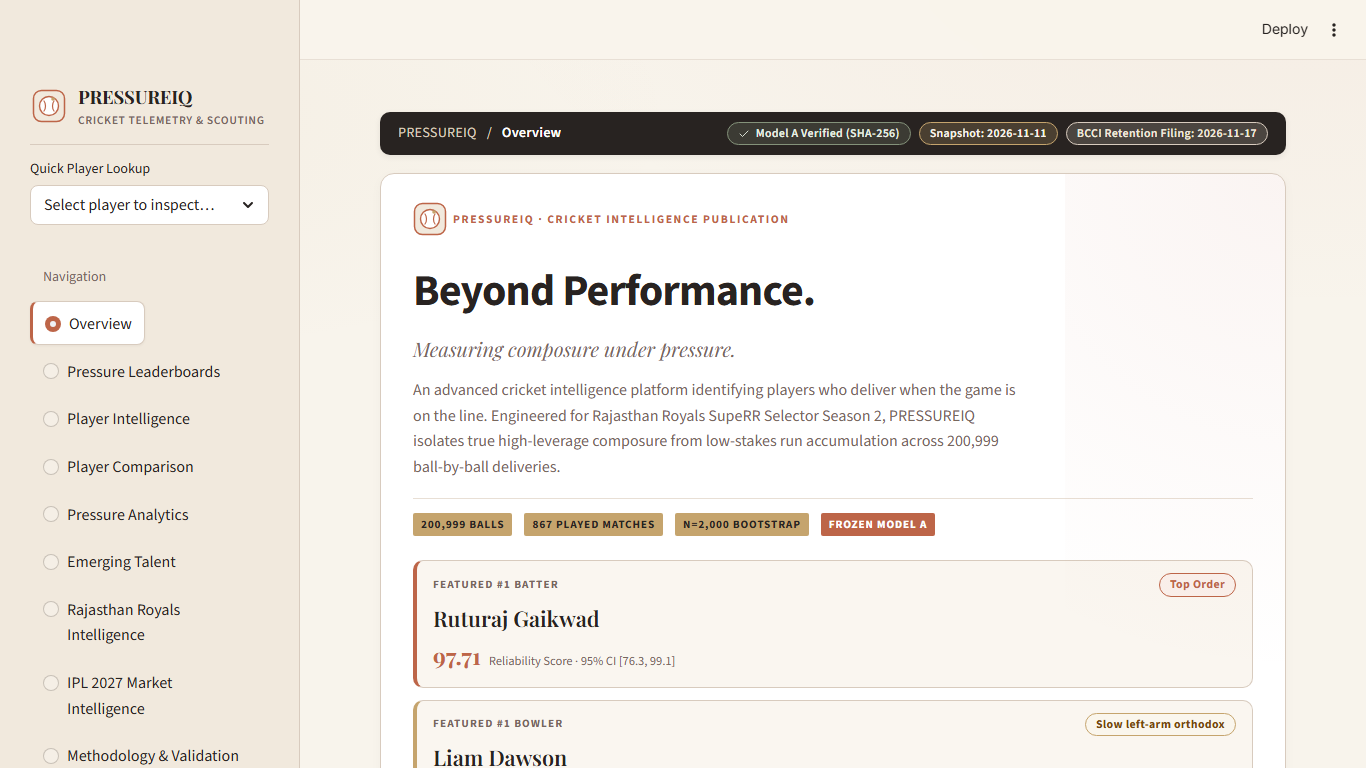 Deploy
PRESSUREIQ
CRICKET TELEMETRY & SCOUTING
Quick Player Lookup
Select player to inspect...
Navigation
Overview
Pressure Leaderboards
Player Intelligence
Player Comparison
Pressure Analytics
Emerging Talent
Rajasthan Royals
Intelligence
IPL 2027 Market
Intelligence
Methodology & Validation
PRESSUREIQ / Overview
Model A Verified (SHA-256)
Snapshot: 2026-11-11
BCCI Retention Filing: 2026-11-17
PRESSUREIQ · CRICKET INTELLIGENCE PUBLICATION
Beyond Performance.
Measuring composure under pressure.
An advanced cricket intelligence platform identifying players who deliver when the game is
on the line. Engineered for Rajasthan Royals SupeRR Selector Season 2, PRESSUREIQ
isolates true high-leverage composure from low-stakes run accumulation across 200,999
ball-by-ball deliveries.
200,999 BALLS
867 PLAYED MATCHES
N=2,000 BOOTSTRAP
FROZEN MODEL A
FEATURED #1 BATTER
Top Order
Ruturaj Gaikwad
97.71 Reliability Score · 95% CI [76.3, 99.1]
FEATURED #1 BOWLER
Slow left-arm orthodox
Liam Dawson